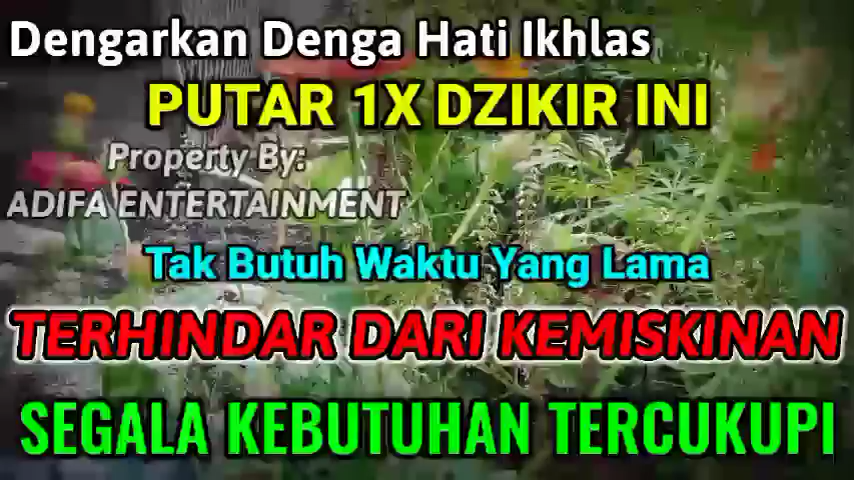 Dengarkan Denga Hati Ikhlas
PUTAR 1X DZIKIR INI
Property By:
ADIFA ENTERTAINMENT
Tak Butuh Waktu Yang Lama
TERHINDAR DARI KEMISKINAN
SEGALA KEBUTUHAN TERCUKUPI